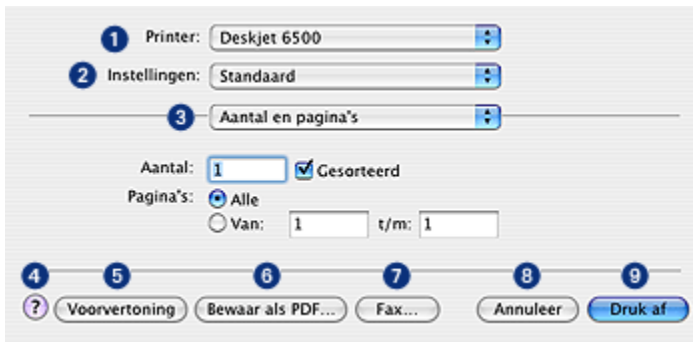 1 Printer: Deskjet 6500
2 Instellingen: Standaard
3 Aantal en pagina's
Aantal: 1 Gesorteerd
Pagina's: Alle
Van: 1 t/m: 1
4 5 6 7 8 9
? Voorvertoning Bewaar als PDF... Fax... Annuleer Druk af